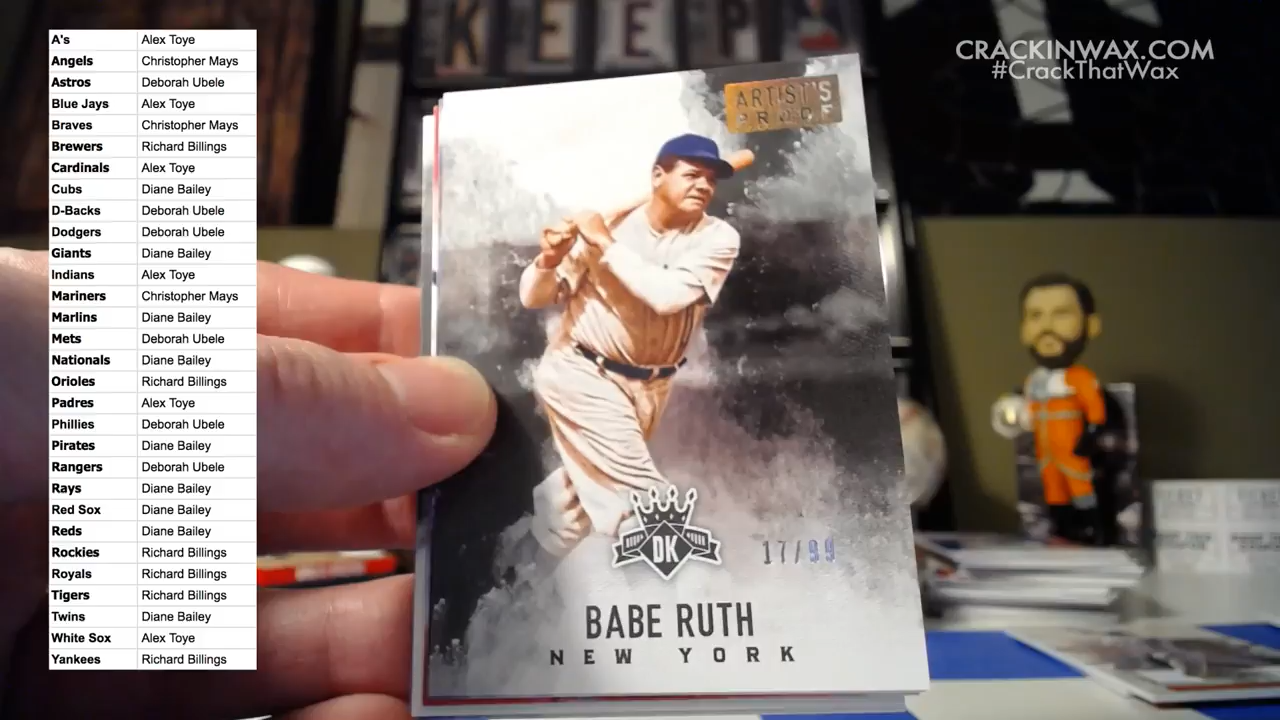 A's Alex Toye
Angels Christopher Mays
Astros Deborah Ubele
Blue Jays Alex Toye
Braves Christopher Mays
Brewers Richard Billings
Cardinals Alex Toye
Cubs Diane Bailey
D-Backs Deborah Ubele
Dodgers Deborah Ubele
Giants Diane Bailey
Indians Alex Toye
Mariners Christopher Mays
Marlins Diane Bailey
Mets Deborah Ubele
Nationals Diane Bailey
Orioles Richard Billings
Padres Alex Toye
Phillies Deborah Ubele
Pirates Diane Bailey
Rangers Deborah Ubele
Rays Diane Bailey
Red Sox Diane Bailey
Reds Diane Bailey
Rockies Richard Billings
Royals Richard Billings
Tigers Richard Billings
Twins Diane Bailey
White Sox Alex Toye
Yankees Richard Billings
KEEP
CRACKINWAX.COM
#CrackThatWax
ARTIST'S
PROOF
DK
17/99
BABE RUTH
NEW YORK